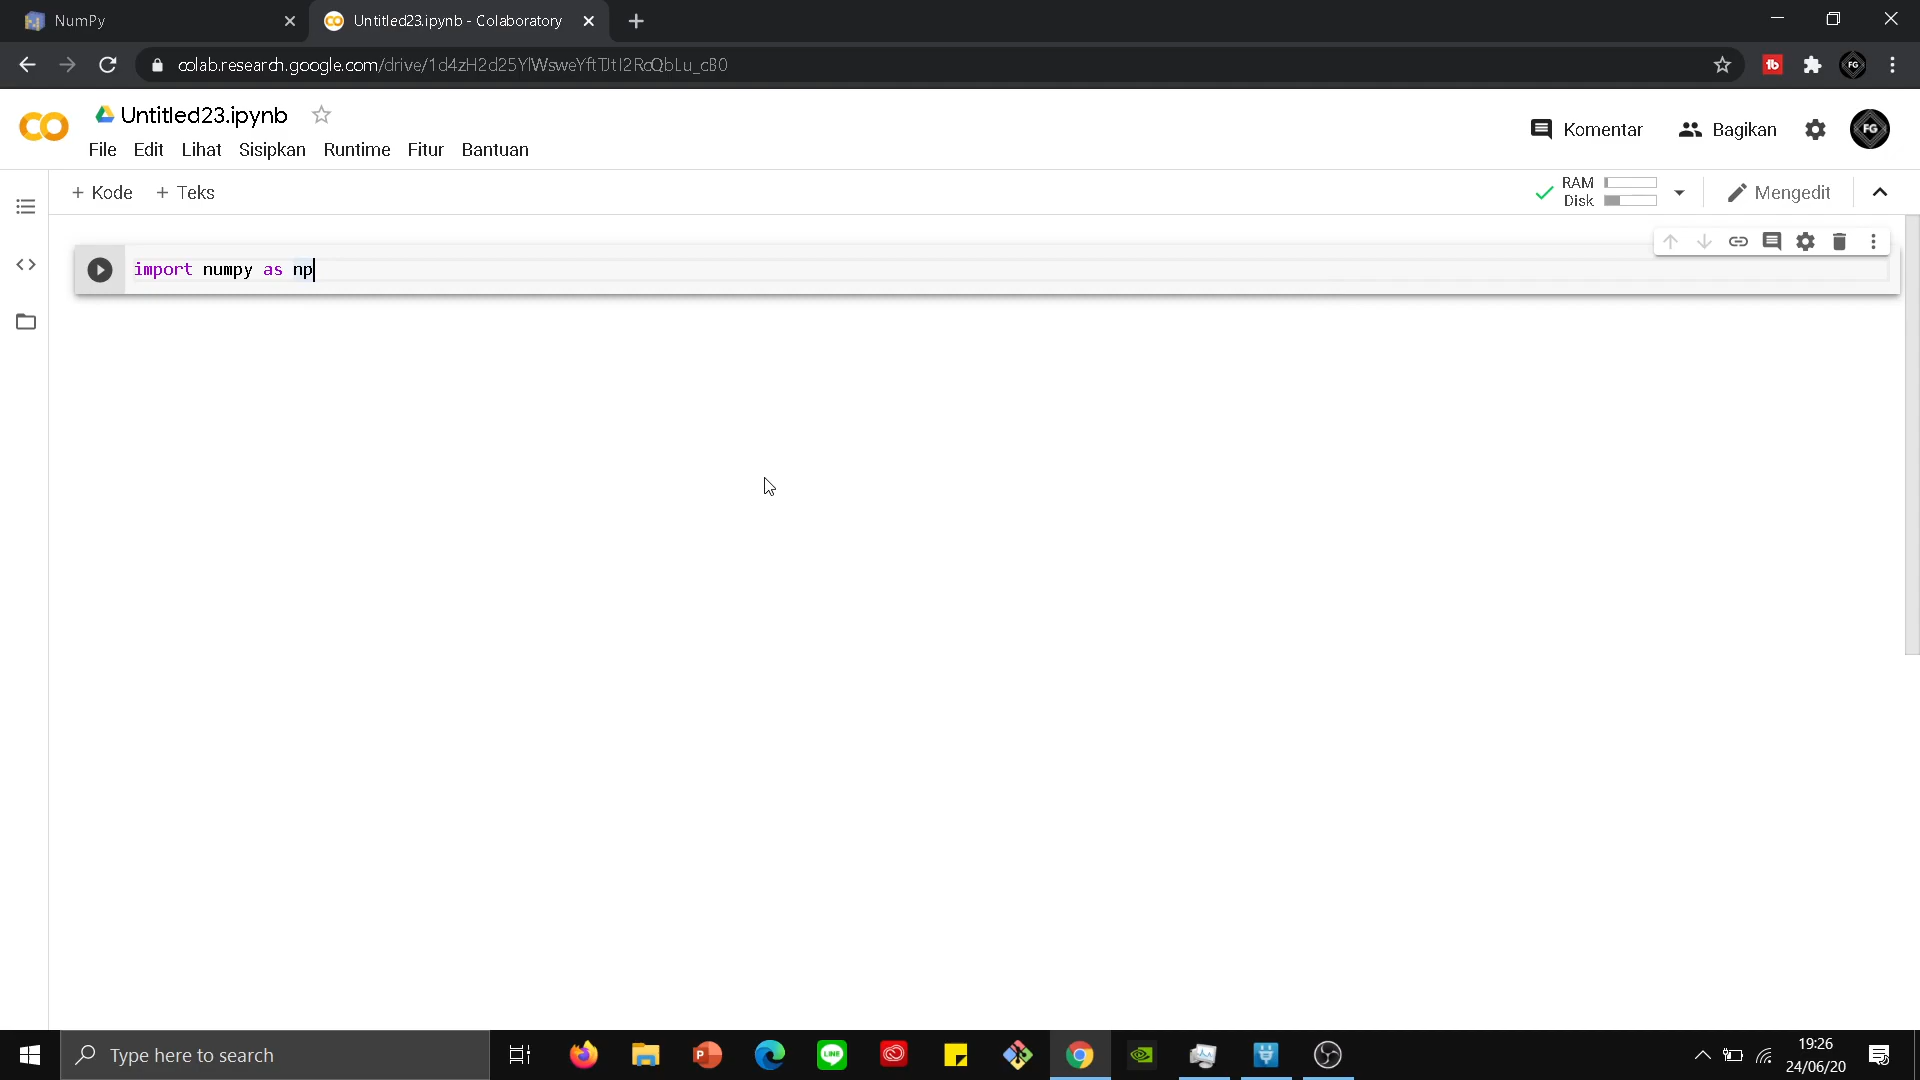 NumPy
Untitled23.ipynb - Colaboratory
colab.research.google.com/drive/1d4zH2d25YlWsweYftTJtI2RoQbLu_cB0
Untitled23.ipynb
File Edit Lihat Sisipkan Runtime Fitur Bantuan
Komentar
Bagikan
FG
+ Kode + Teks
RAM
Disk
Mengedit
import numpy as np
Type here to search
19:26
24/06/20